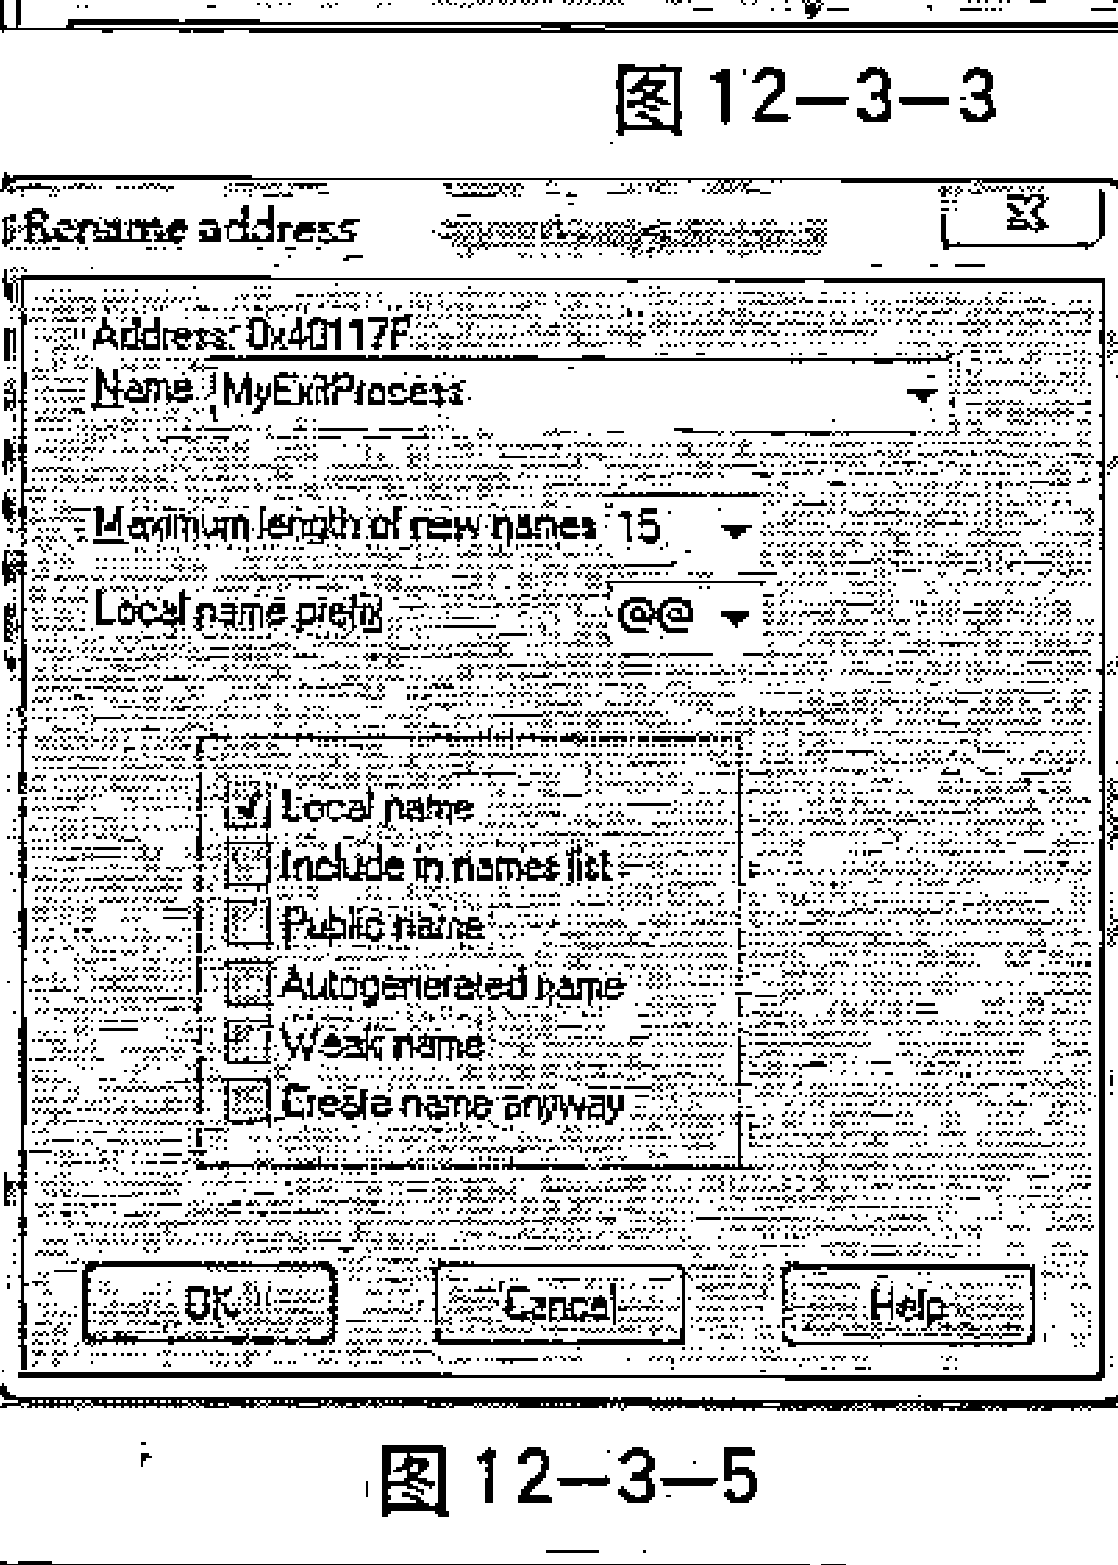 图 12-3-3
Rename address
Address: 0x40117F
Name MyExitProcess
Maximum length of new names 15
Local name prefix @@
Local name
Include in names list
Public name
Autogenerated name
Weak name
Create name anyway
OK Cancel Help
图 12-3-5